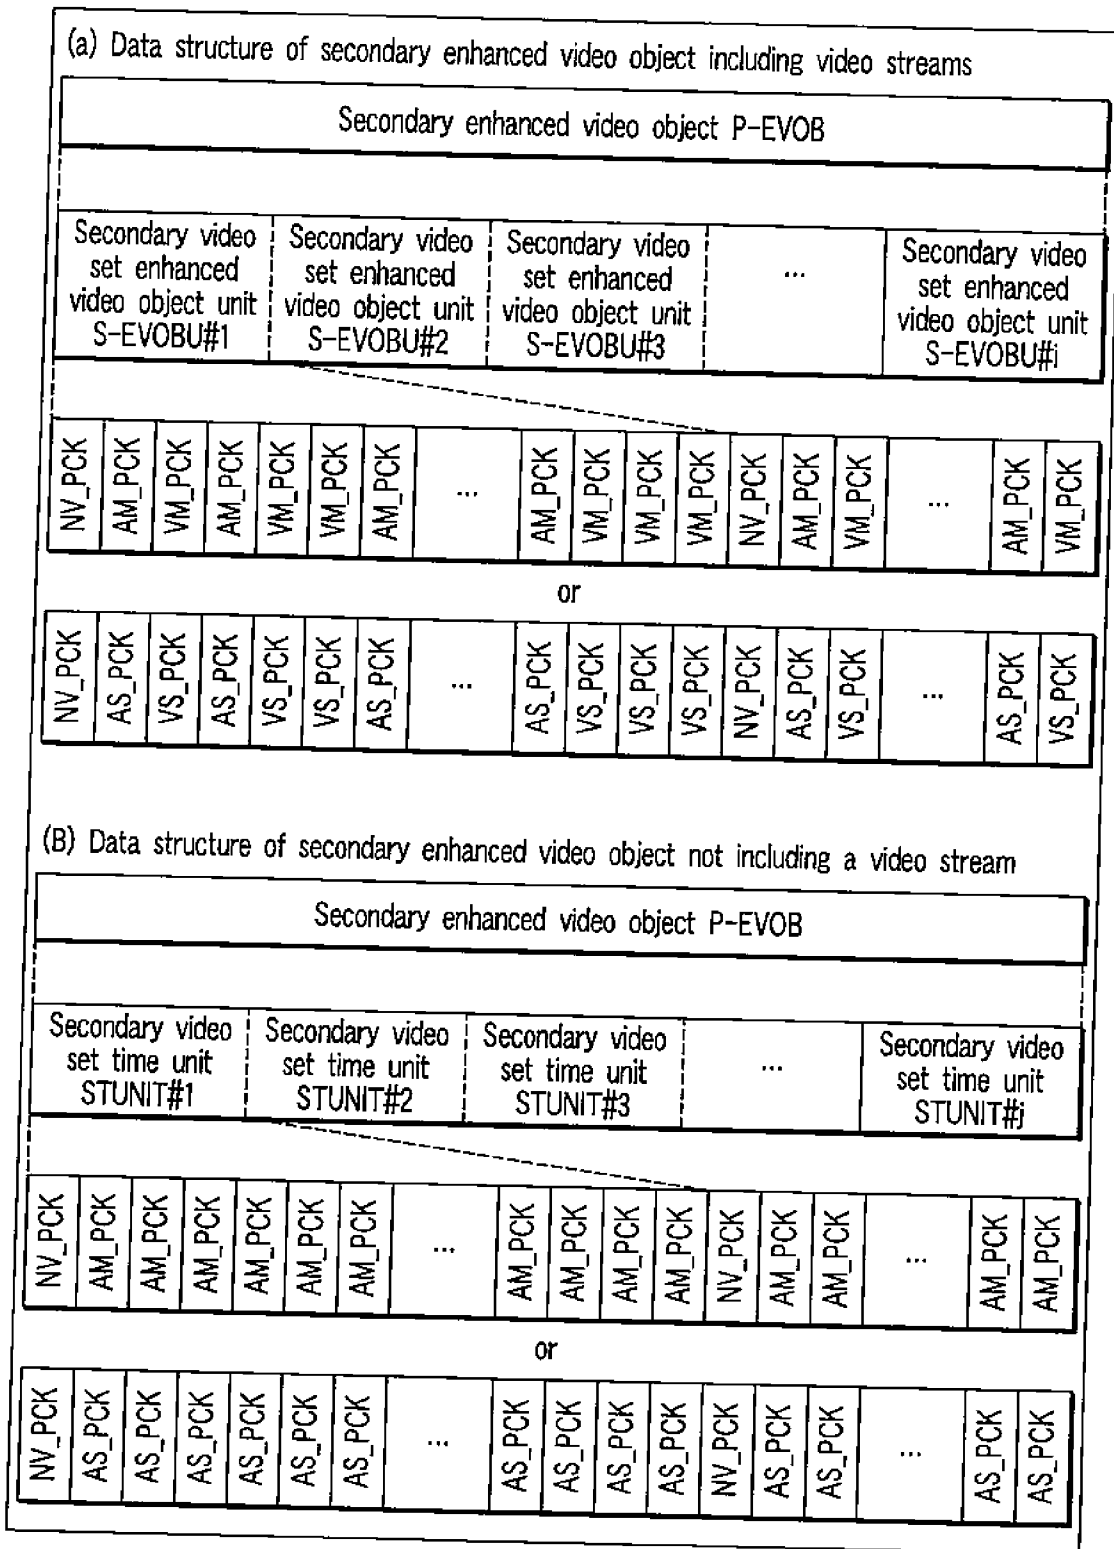 (a) Data structure of secondary enhanced video object including video streams
Secondary enhanced video object P-EVOB
Secondary video
set enhanced
video object unit
S-EVOBU#1
Secondary video
set enhanced
video object unit
S-EVOBU#2
Secondary video
set enhanced
video object unit
S-EVOBU#3
...
Secondary video
set enhanced
video object unit
S-EVOBU#i
NV_PCK
AM_PCK
VM_PCK
AM_PCK
VM_PCK
VM_PCK
AM_PCK
...
AM_PCK
VM_PCK
VM_PCK
VM_PCK
NV_PCK
AM_PCK
VM_PCK
...
AM_PCK
VM_PCK
or
NV_PCK
AS_PCK
VS_PCK
AS_PCK
VS_PCK
VS_PCK
AS_PCK
...
AS_PCK
VS_PCK
VS_PCK
VS_PCK
NV_PCK
AS_PCK
VS_PCK
...
AS_PCK
VS_PCK
(B) Data structure of secondary enhanced video object not including a video stream
Secondary enhanced video object P-EVOB
Secondary video
set time unit
STUNIT#1
Secondary video
set time unit
STUNIT#2
Secondary video
set time unit
STUNIT#3
...
Secondary video
set time unit
STUNIT#j
NV_PCK
AM_PCK
AM_PCK
AM_PCK
AM_PCK
AM_PCK
AM_PCK
...
AM_PCK
AM_PCK
AM_PCK
AM_PCK
NV_PCK
AM_PCK
AM_PCK
...
AM_PCK
AM_PCK
or
NV_PCK
AS_PCK
AS_PCK
AS_PCK
AS_PCK
AS_PCK
AS_PCK
...
AS_PCK
AS_PCK
AS_PCK
AS_PCK
NV_PCK
AS_PCK
AS_PCK
...
AS_PCK
AS_PCK